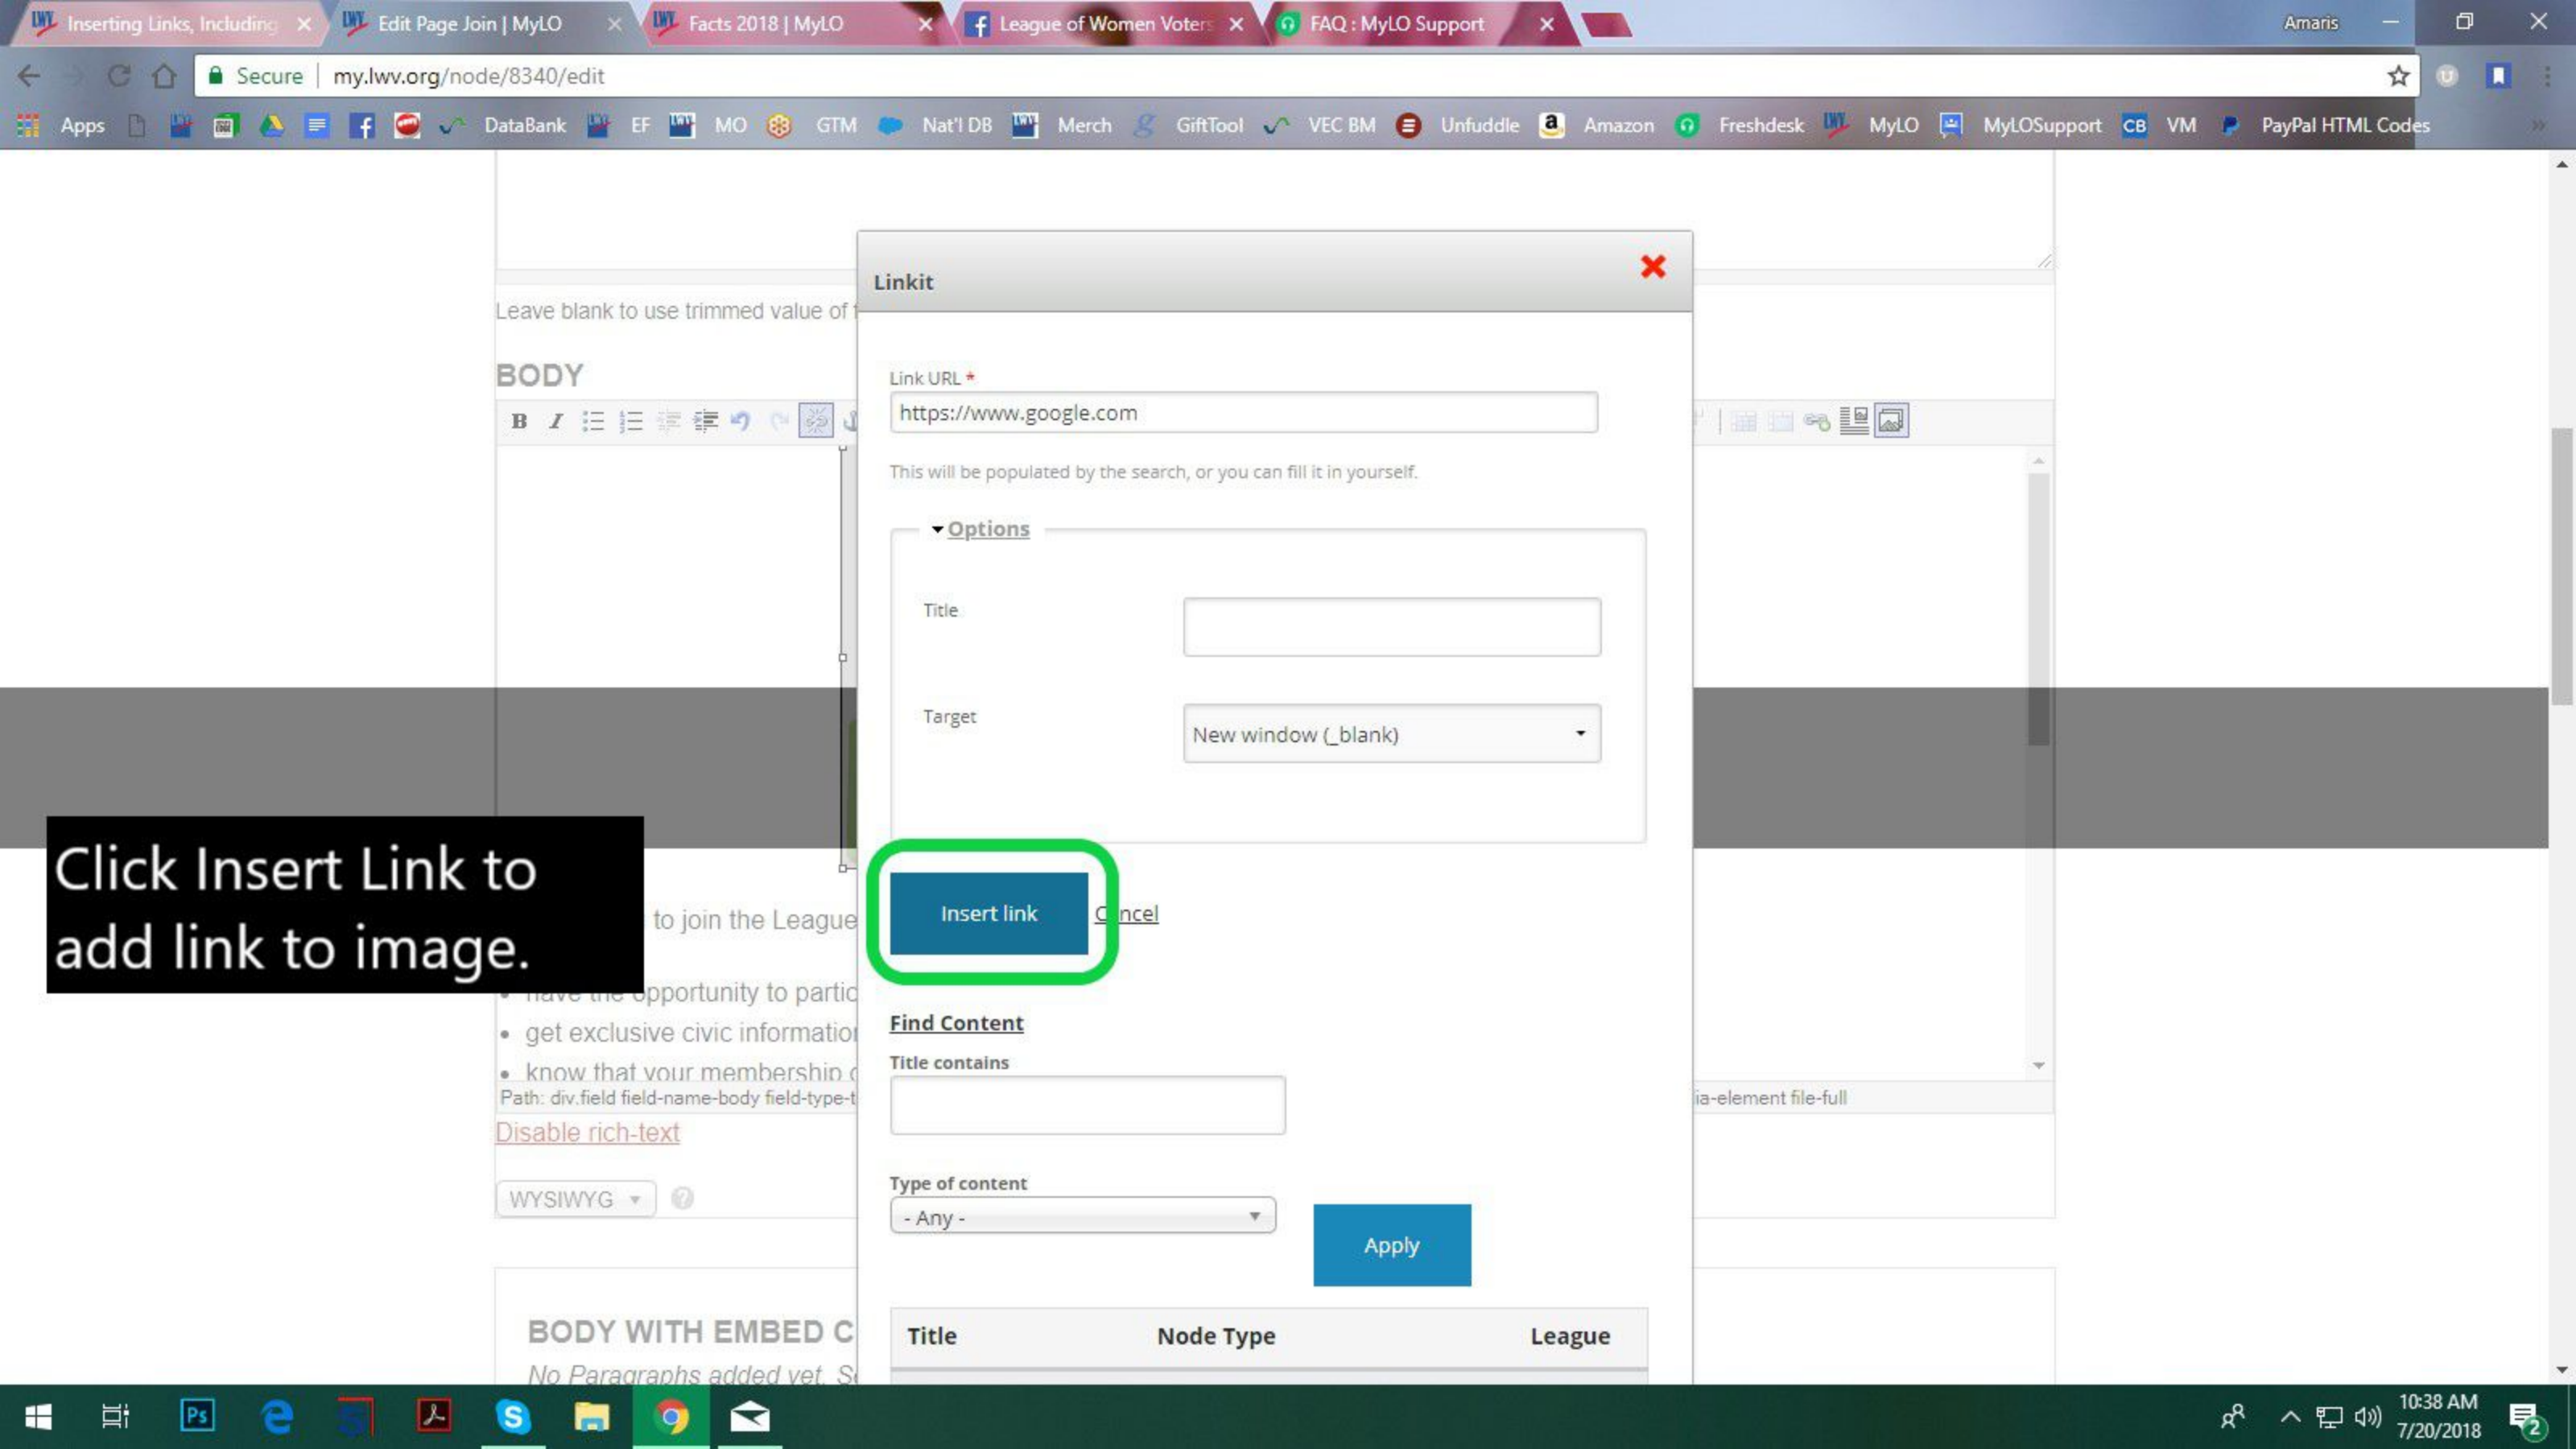 Inserting Links, Including
Edit Page Join | MyLO
Facts 2018 | MyLO
League of Women Voters
FAQ : MyLO Support
Amaris
Secure | my.lwv.org/node/8340/edit
Apps
DataBank
EF
MO
GTM
Nat'l DB
Merch
GiftTool
VEC BM
Unfuddle
Amazon
Freshdesk
MyLO
MyLOSupport
CB VM
PayPal HTML Codes
Linkit
Leave blank to use trimmed value of
Link URL *
BODY
https://www.google.com
This will be populated by the search, or you can fill it in yourself.
Options
Title
Target
New window (_blank)
Click Insert Link to
add link to image.
Insert link
Cancel
to join the League
have the opportunity to partic
get exclusive civic information
know that your membership
Find Content
Title contains
Path: div.field field-name-body field-type-t
ia-element file-full
Disable rich-text
Type of content
WYSIWYG
- Any -
Apply
BODY WITH EMBED C
No Paragraphs added yet.
Title
Node Type
League
Ps
10:38 AM
7/20/2018
2